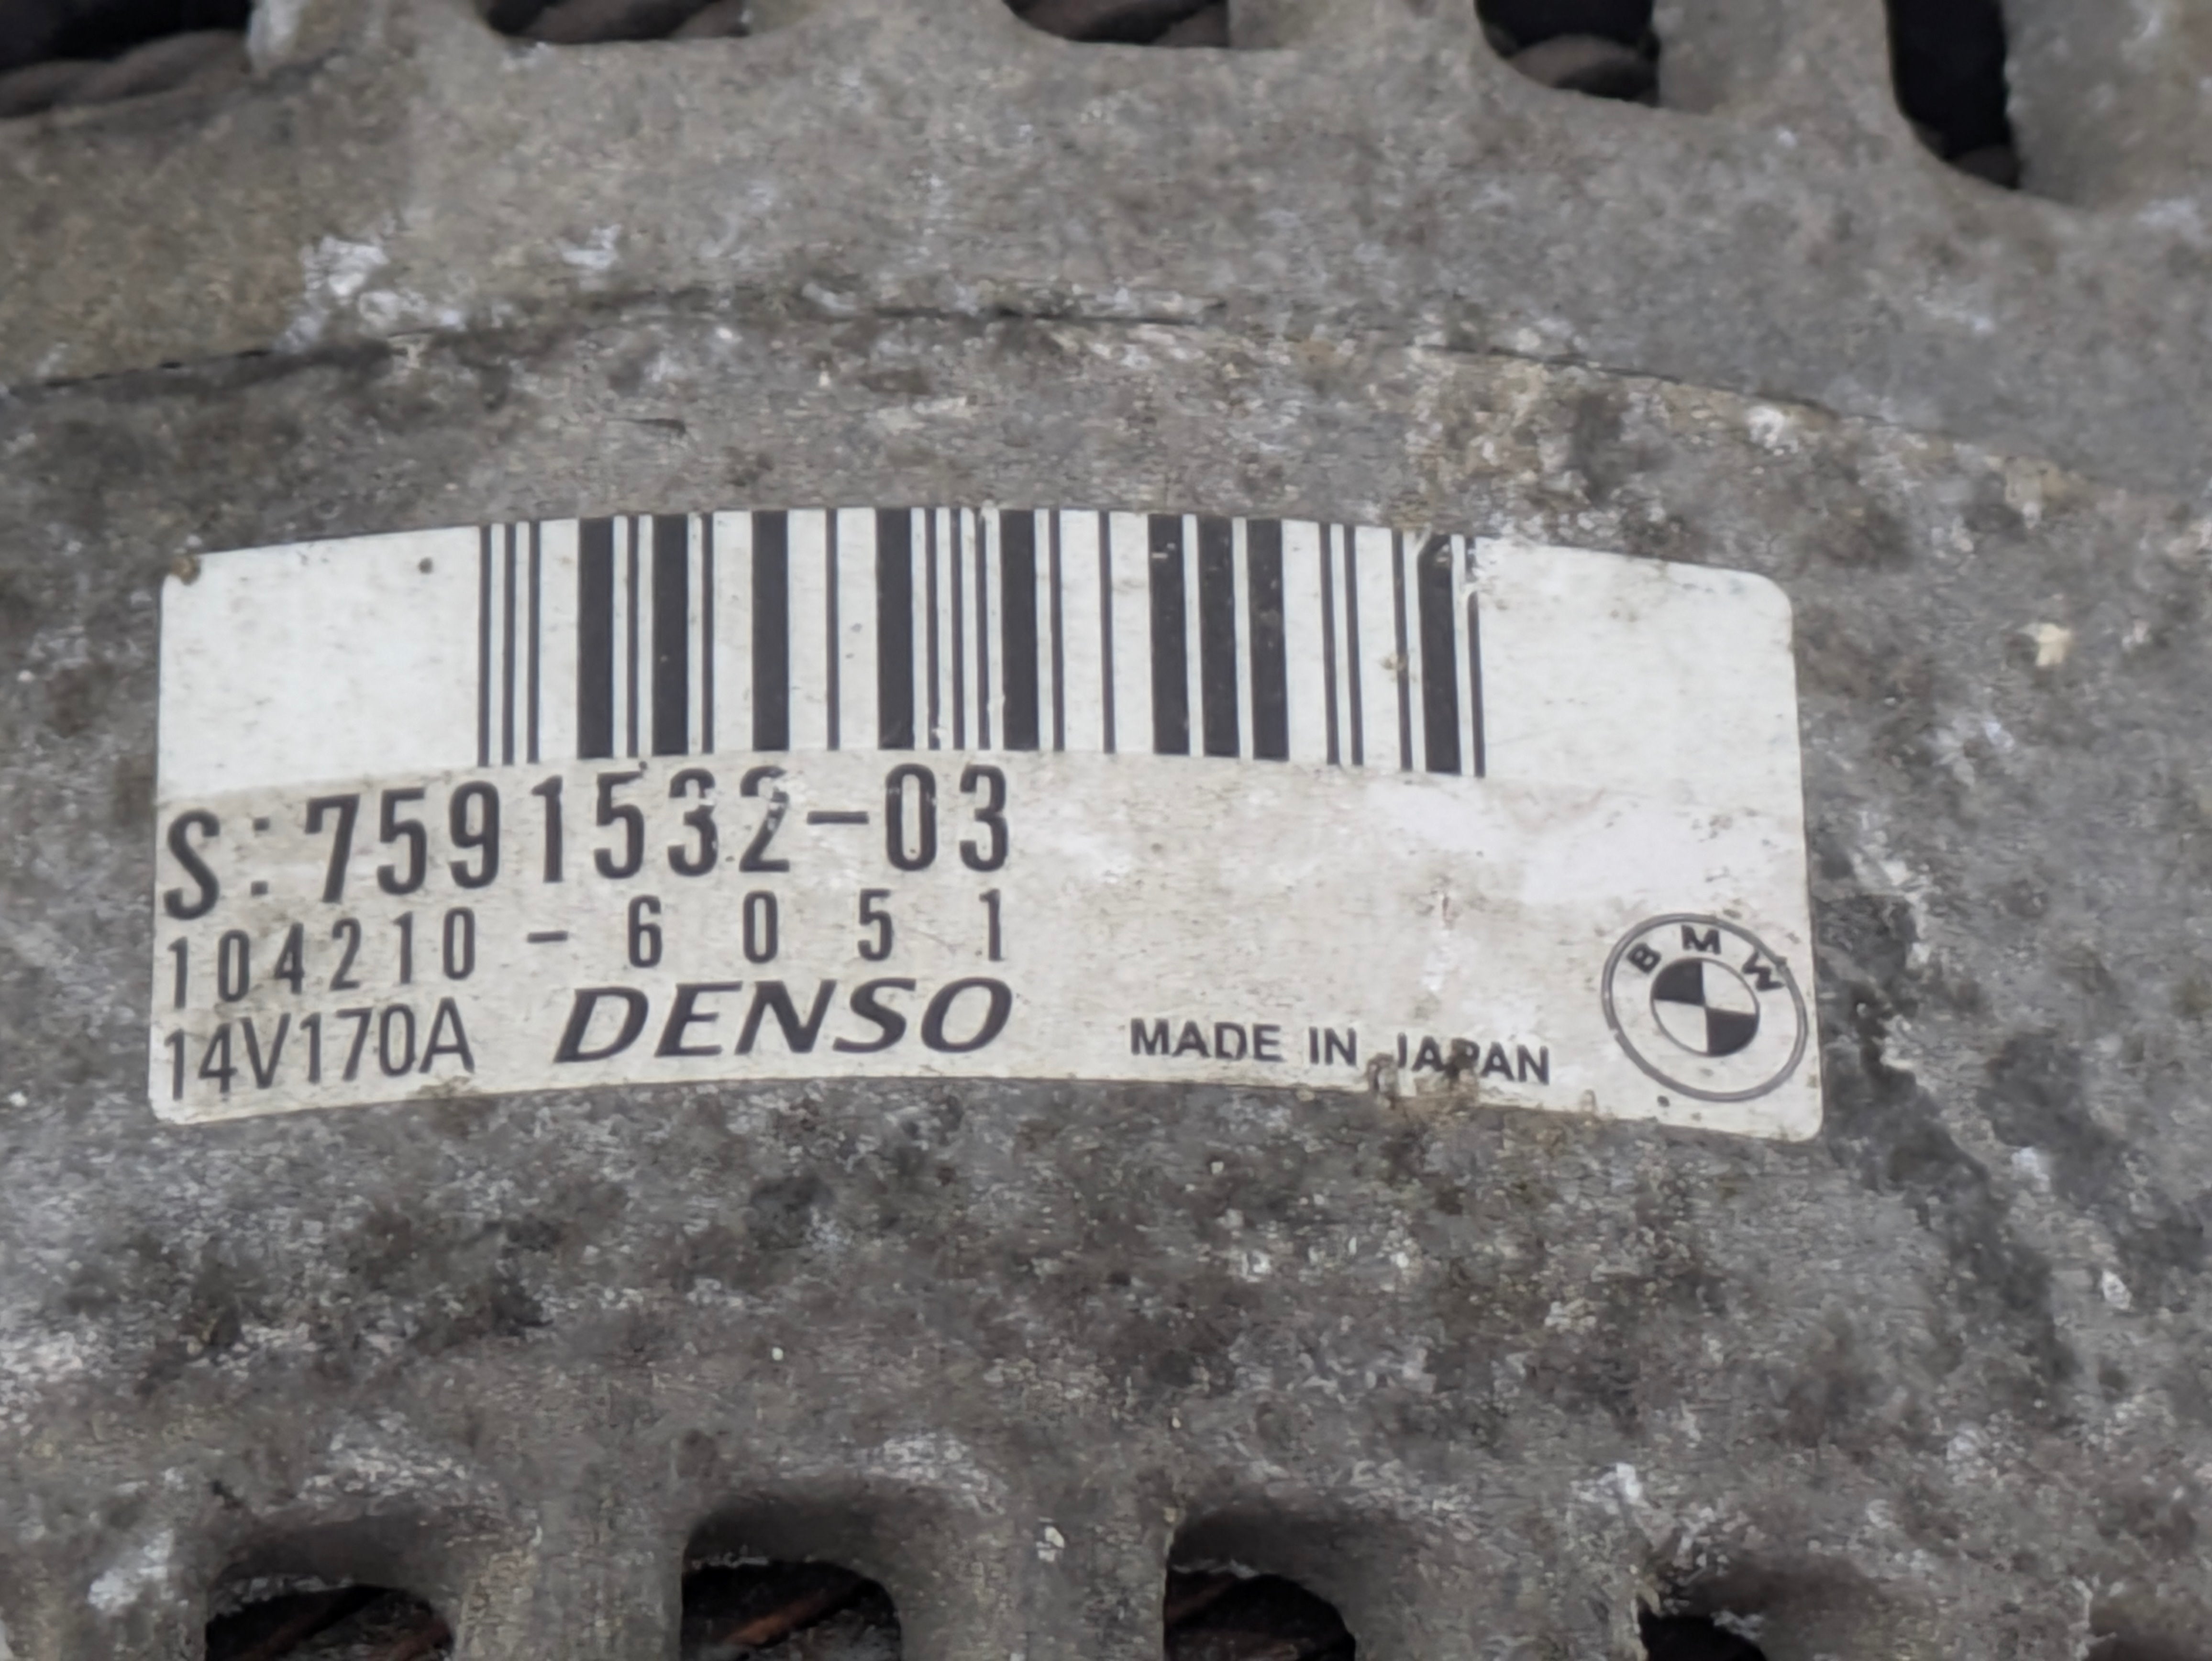 S:7591532-03
104210-6051
14V170A DENSO MADE IN JAPAN
BMW